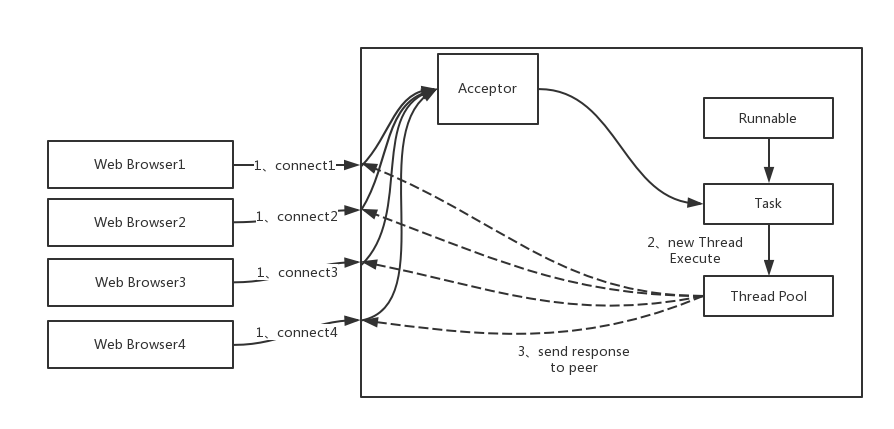 Acceptor
Runnable
Web Browser1
1、connect1
Web Browser2
1、connect2
Task
2、new Thread
Execute
Web Browser3
1、connect3
Thread Pool
Web Browser4
1、connect4
3、send response
to peer